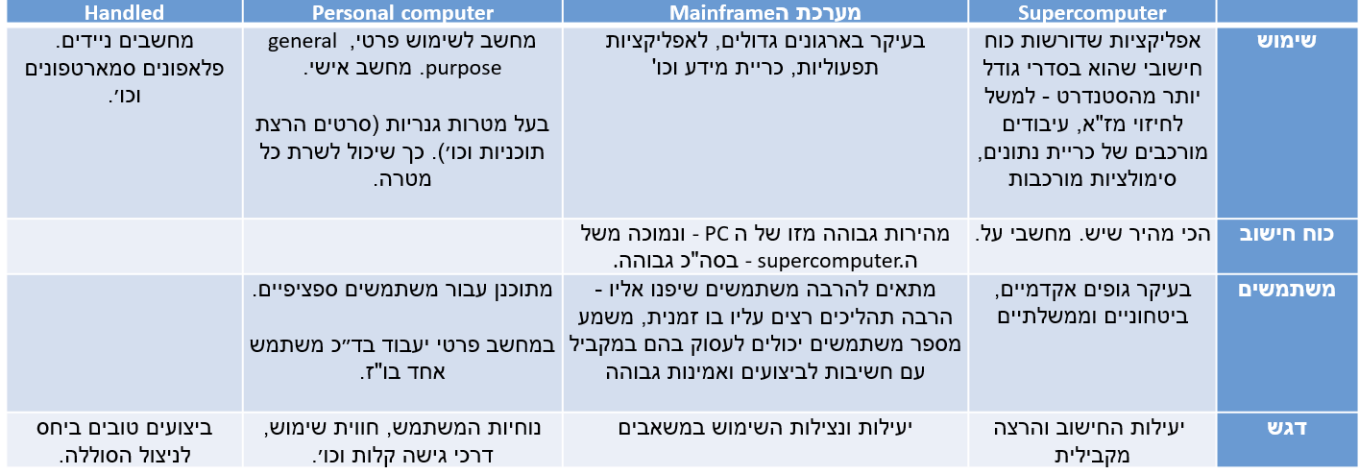 Supercomputer
מערכת הMainframe
Personal computer
Handled
שימוש
אפליקציות שדורשות כוח
חישובי שהוא בסדרי גודל
יותר מהסטנדרט - למשל
לחיזוי מז"א, עיבודים
מורכבים של כריית נתונים,
סימולציות מורכבות
בעיקר בארגונים גדולים, לאפליקציות
תפעוליות, כריית מידע וכו'
מחשב לשימוש פרטי, general
purpose. מחשב אישי.
בעל מטרות גנריות (סרטים הרצת
תוכניות וכו׳). כך שיכול לשרת כל
מטרה.
מחשבים ניידים.
פלאפונים סמארטפונים
וכו׳.
כוח חישוב
הכי מהיר שיש. מחשבי על.
מהירות גבוהה מזו של ה PC - ונמוכה משל
ה.supercomputer - בסה"כ גבוהה.
משתמשים
בעיקר גופים אקדמיים,
ביטחוניים וממשלתיים
מתאים להרבה משתמשים שיפנו אליו -
הרבה תהליכים רצים עליו בו זמנית, משמע
מספר משתמשים יכולים לעסוק בהם במקביל
עם חשיבות לביצועים ואמינות גבוהה
מתוכנן עבור משתמשים ספציפיים.
במחשב פרטי יעבוד בד״כ משתמש
אחד בו"ז.
דגש
יעילות החישוב והרצה
מקבילית
יעילות ונצילות השימוש במשאבים
נוחיות המשתמש, חווית שימוש,
דרכי גישה קלות וכו׳.
ביצועים טובים ביחס
לניצול הסוללה.